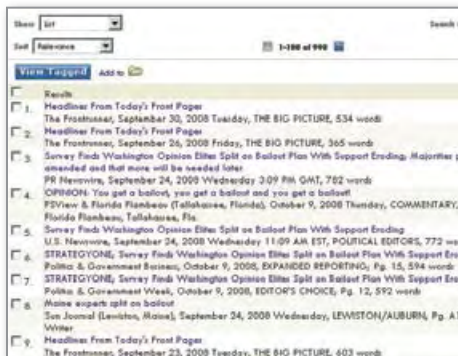 Show List Search
Sort Relevance 1-100 of 990
View Tagged Add to
Results
1. Headlines From Today's Front Pages
The Frontrunner, September 30, 2008 Tuesday, THE BIG PICTURE, 534 words
2. Headlines From Today's Front Pages
The Frontrunner, September 26, 2008 Friday, THE BIG PICTURE, 365 words
3. Survey Finds Washington Opinion Elites Split on Bailout Plan With Support Eroding; Majorities
amended and that more will be needed later
PR Newswire, September 24, 2008 Wednesday 3:09 PM GMT, 782 words
4. OPINION: You get a bailout, you get a bailout and you get a bailout!
FSView & Florida Flambeau (Tallahassee, Florida), October 9, 2008 Thursday, COMMENTARY,
Florida Flambeau, Tallahassee, Fla.
5. Survey Finds Washington Opinion Elites Split on Bailout Plan With Support Eroding
U.S. Newswire, September 24, 2008 Wednesday 11:09 AM EST, POLITICAL EDITORS, 772 wo
6. STRATEGYONE; Survey Finds Washington Opinion Elites Split on Bailout Plan With Support Ero
Politics & Government Business, October 9, 2008, EXPANDED REPORTING; Pg. 15, 594 words
7. STRATEGYONE; Survey Finds Washington Opinion Elites Split on Bailout Plan With Support Ero
Politics & Government Week, October 9, 2008, EDITOR'S CHOICE; Pg. 12, 592 words
8. Maine experts split on bailout
Sun Journal (Lewiston, Maine), September 24, 2008 Wednesday, LEWISTON/AUBURN; Pg. A1
Writer
9. Headlines From Today's Front Pages
The Frontrunner, September 23, 2008 Tuesday, THE BIG PICTURE, 603 words